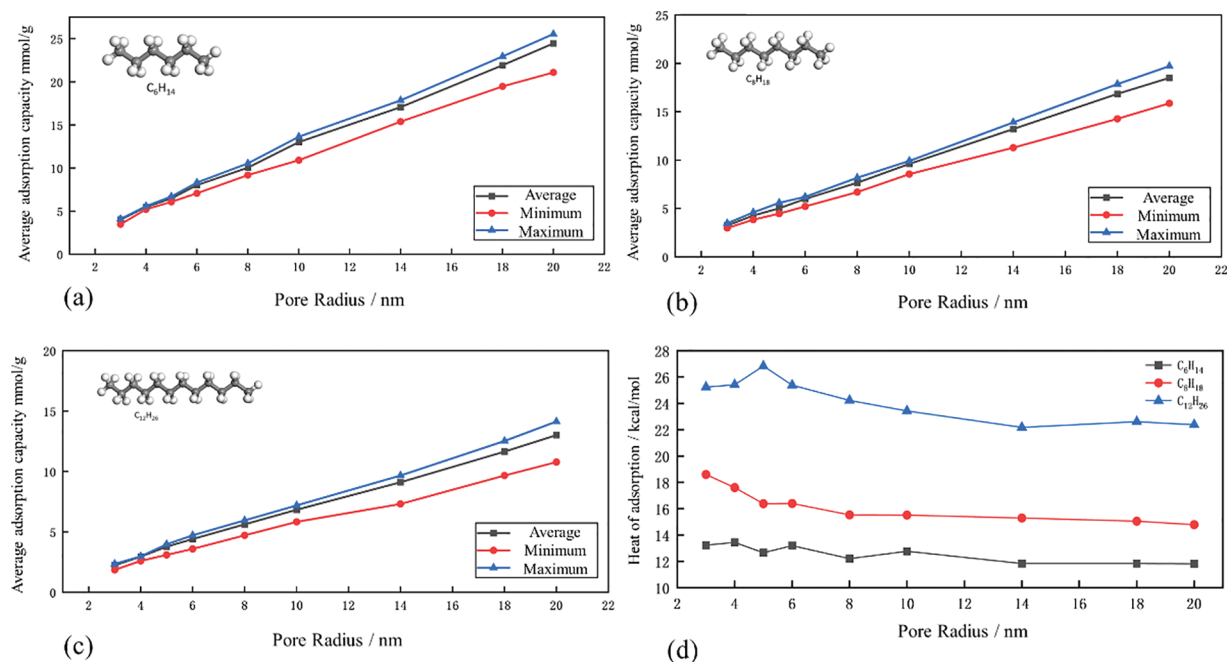 Average adsorption capacity mmol/g
25
20
15
10
5
0
C₆H₁₄
Average
Minimum
Maximum
2 4 6 8 10 12 14 16 18 20 22
Pore Radius / nm
(a)
Average adsorption capacity mmol/g
25
20
15
10
5
0
C₈H₁₈
Average
Minimum
Maximum
2 4 6 8 10 12 14 16 18 20 22
Pore Radius / nm
(b)
Average adsorption capacity mmol/g
20
15
10
5
0
C₁₂H₂₆
Average
Minimum
Maximum
0 2 4 6 8 10 12 14 16 18 20 22
Pore Radius / nm
(c)
Heat of adsorption / kcal/mol
28
26
24
22
20
18
16
14
12
10
C₆H₁₄
C₈H₁₈
C₁₂H₂₆
2 4 6 8 10 12 14 16 18 20
Pore Radius / nm
(d)